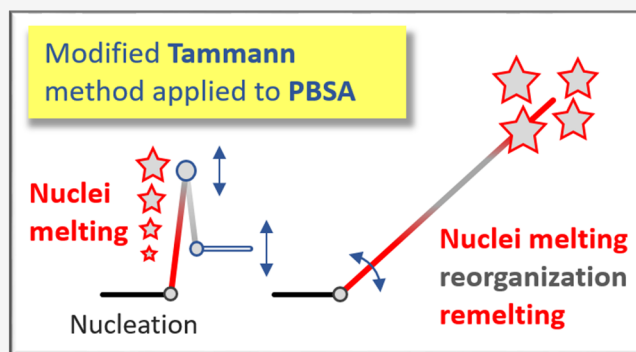 Modified Tammann
method applied to PBSA
Nuclei
melting
Nucleation
Nuclei melting
reorganization
remelting